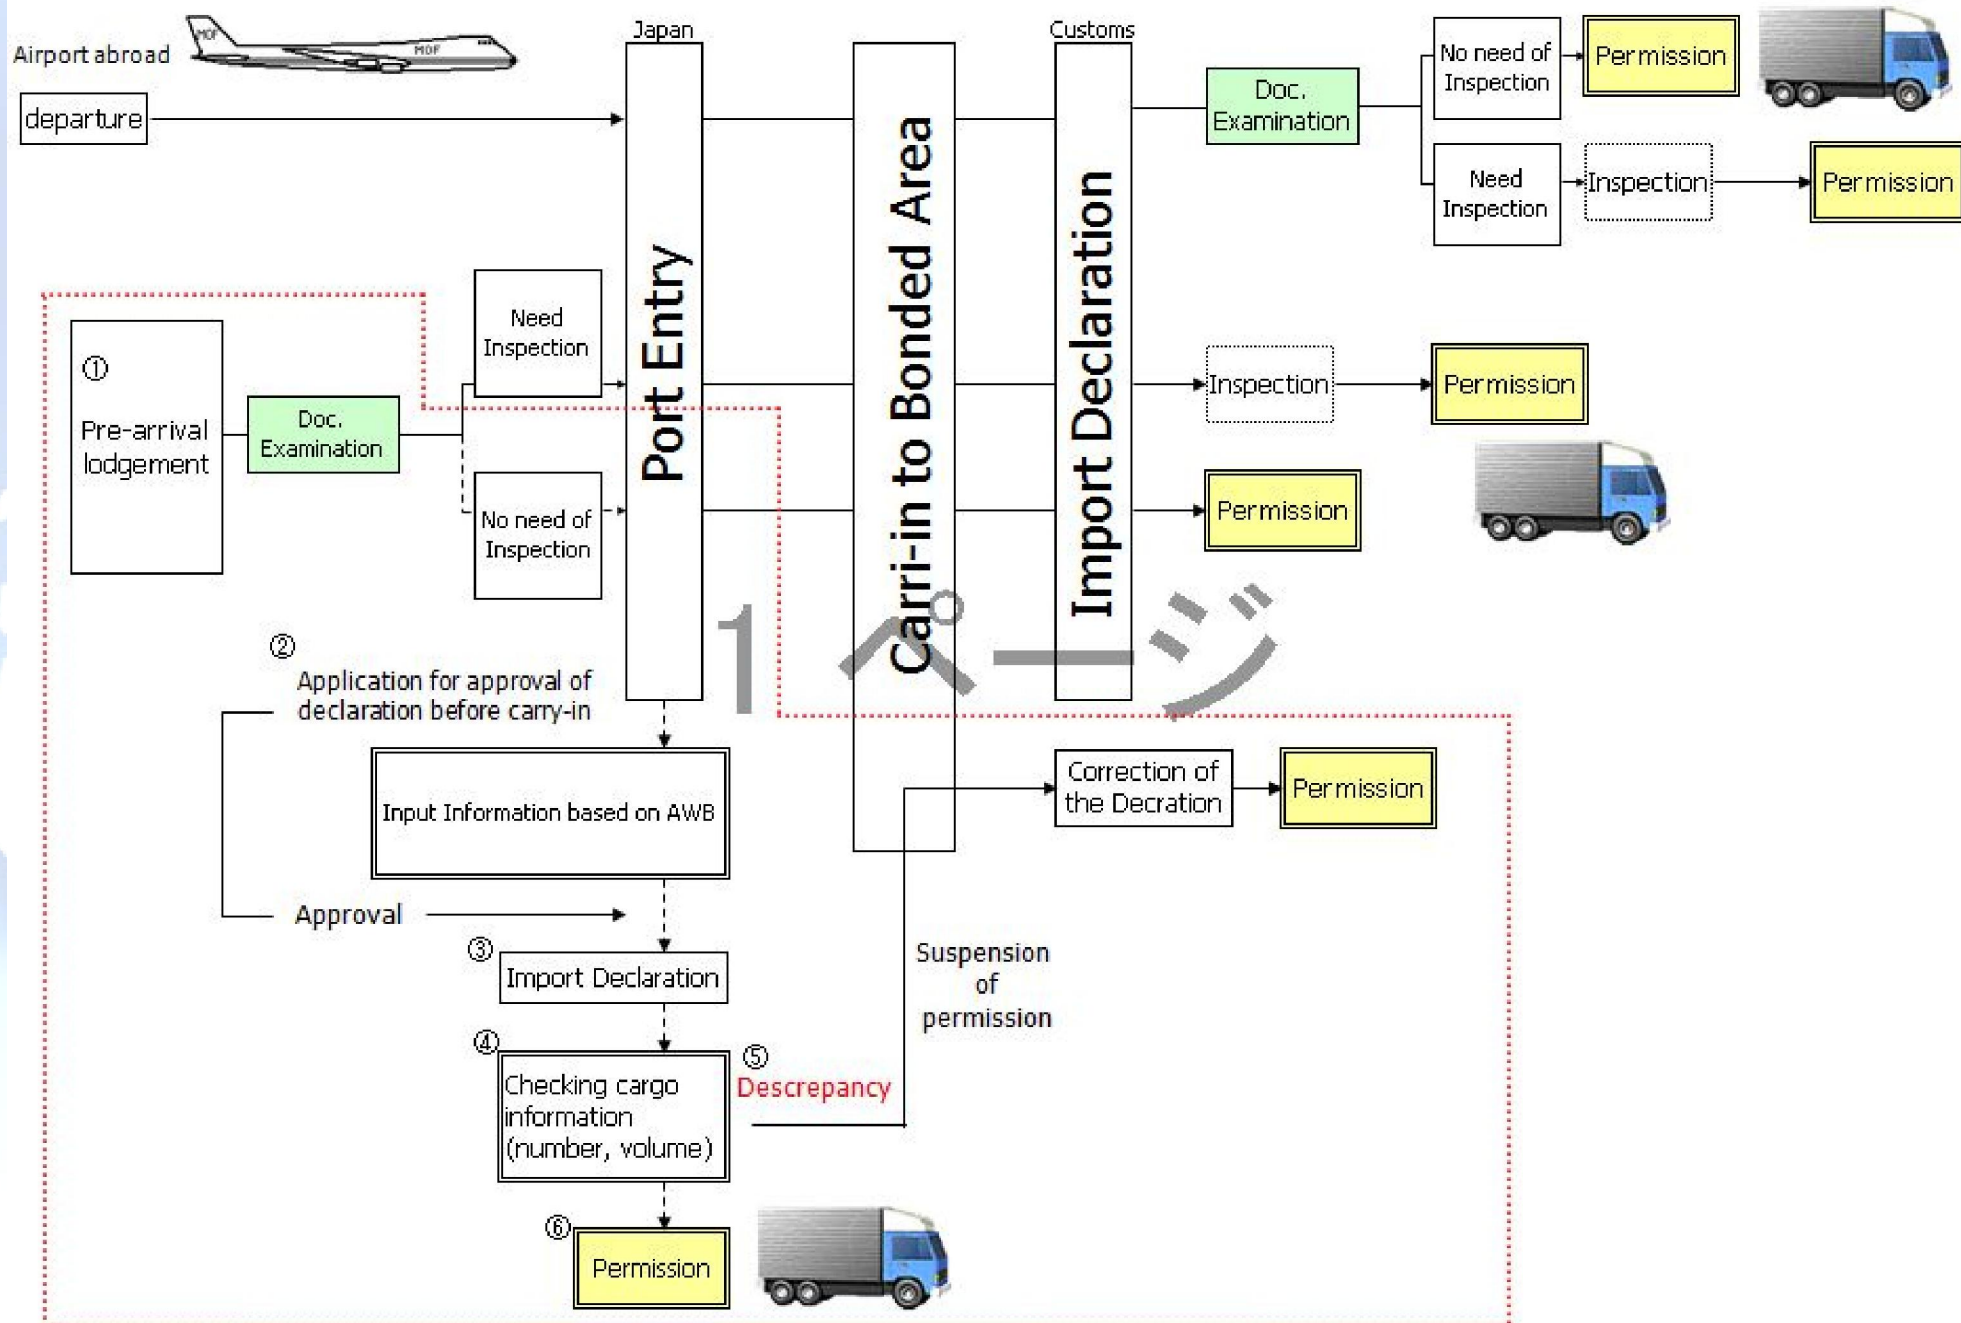 Airport abroad
MOF
MOF
departure
Japan
Port Entry
Carri-in to Bonded Area
Customs
Import Declaration
Doc.
Examination
No need of
Inspection
Permission
Need
Inspection
Inspection
Permission
①
Pre-arrival
lodgement
Doc.
Examination
Need
Inspection
No need of
Inspection
Inspection
Permission
Permission
1 ページ
②
Application for approval of
declaration before carry-in
Input Information based on AWB
Approval
③
Import Declaration
④
Checking cargo
information
(number, volume)
⑤
Descrepancy
Suspension
of
permission
Correction of
the Decration
Permission
⑥
Permission